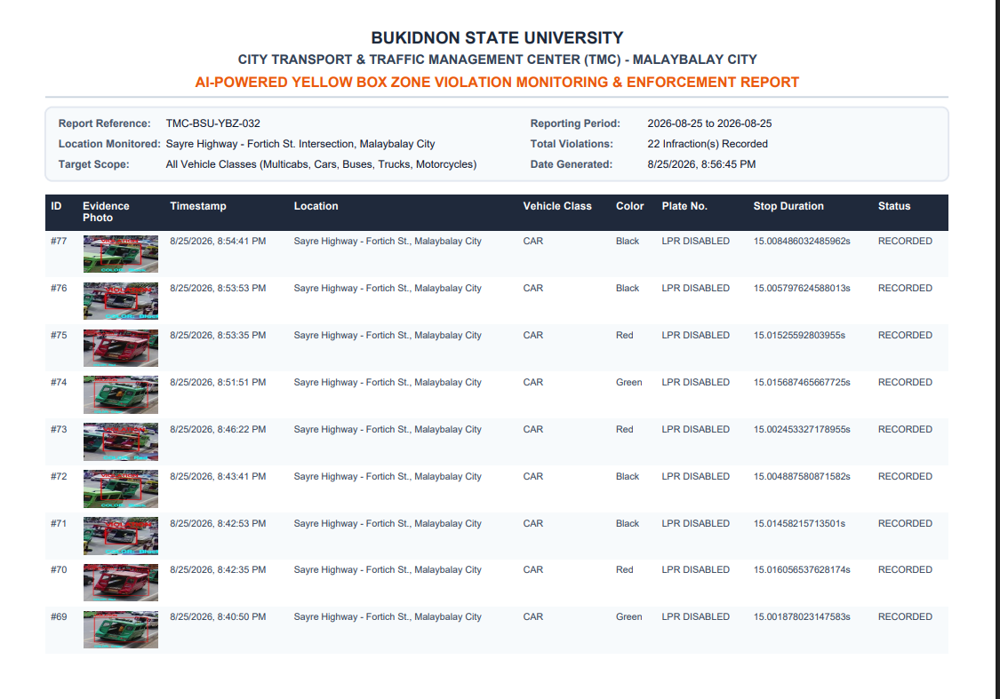 BUKIDNON STATE UNIVERSITY
CITY TRANSPORT & TRAFFIC MANAGEMENT CENTER (TMC) - MALAYBALAY CITY
AI-POWERED YELLOW BOX ZONE VIOLATION MONITORING & ENFORCEMENT REPORT
Report Reference: TMC-BSU-YBZ-032 Reporting Period: 2026-08-25 to 2026-08-25
Location Monitored: Sayre Highway - Fortich St. Intersection, Malaybalay City Total Violations: 22 Infraction(s) Recorded
Target Scope: All Vehicle Classes (Multicabs, Cars, Buses, Trucks, Motorcycles) Date Generated: 8/25/2026, 8:56:45 PM
ID Evidence Photo Timestamp Location Vehicle Class Color Plate No. Stop Duration Status
#77 8/25/2026, 8:54:41 PM Sayre Highway - Fortich St., Malaybalay City CAR Black LPR DISABLED 15.008486032485962s RECORDED
#76 8/25/2026, 8:53:53 PM Sayre Highway - Fortich St., Malaybalay City CAR Black LPR DISABLED 15.005797624588013s RECORDED
#75 8/25/2026, 8:53:35 PM Sayre Highway - Fortich St., Malaybalay City CAR Red LPR DISABLED 15.01525592803955s RECORDED
#74 8/25/2026, 8:51:51 PM Sayre Highway - Fortich St., Malaybalay City CAR Green LPR DISABLED 15.015687465667725s RECORDED
#73 8/25/2026, 8:46:22 PM Sayre Highway - Fortich St., Malaybalay City CAR Red LPR DISABLED 15.002453327178955s RECORDED
#72 8/25/2026, 8:43:41 PM Sayre Highway - Fortich St., Malaybalay City CAR Black LPR DISABLED 15.004887580871582s RECORDED
#71 8/25/2026, 8:42:53 PM Sayre Highway - Fortich St., Malaybalay City CAR Black LPR DISABLED 15.01458215713501s RECORDED
#70 8/25/2026, 8:42:35 PM Sayre Highway - Fortich St., Malaybalay City CAR Red LPR DISABLED 15.016056537628174s RECORDED
#69 8/25/2026, 8:40:50 PM Sayre Highway - Fortich St., Malaybalay City CAR Green LPR DISABLED 15.001878023147583s RECORDED